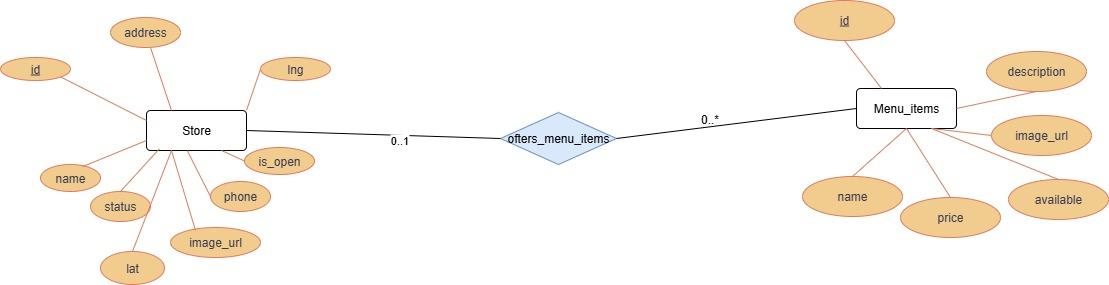 id
address
lng
Store
name
status
lat
image_url
phone
is_open
0..1
ofters_menu_items
0..*
id
description
Menu_items
image_url
available
name
price